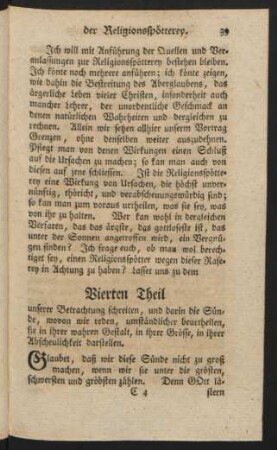 der Religionsspötterey. 39
Ich will mit Anführung der Quellen und Ver-
anlassungen zur Religionsspötterey bestehen bleiben.
Ich könte noch mehrere anführen; ich könte zeigen,
wie dahin die Bestreitung des Aberglaubens, das
ärgerliche leben vieler Christen, insonderheit auch
mancher Lehrer, der unordentliche Geschmack an
denen natürlichen Wahrheiten und dergleichen zu
rechnen. Allein wir sehen allhier unserm Vortrag
Grenzen, ohne denselben weiter auszudehnen.
Pflegt man von denen Wirkungen einen Schluß
auf die Ursachen zu machen; so kan man auch von
diesen auf jene schliessen. Ist die Religionsspötte-
rey eine Wirkung von Ursachen, die höchst unver-
nünftig, thöricht, und verabscheuungswürdig sind;
so kan man zum voraus urtheilen, was sie sey, was
von ihr zu halten. Wer kan wohl in dergleichen
Verfahren, das das ärgste, das gottloseste ist, das
unter der Sonnen angetroffen wird, ein Vergnü-
gen finden? Ich frage euch, ob man wol berech-
tiget sey, einen Religionsspötter wegen dieser Rase-
rey in Achtung zu haben? Lasset uns zu dem
Vierten Theil
unserer Betrachtung schreiten, und darin die Sün-
de, wovon wir reden, umständlicher beurtheilen,
sie in ihrer wahren Gestalt, in ihrer Grösse, in ihrer
Abscheulichkeit darstellen.
Glaubet, daß wir diese Sünde nicht zu groß
machen, wenn wir sie unter die grösten,
schwersten und gröbsten zählen. Denn GOtt lä-
C 4 stern